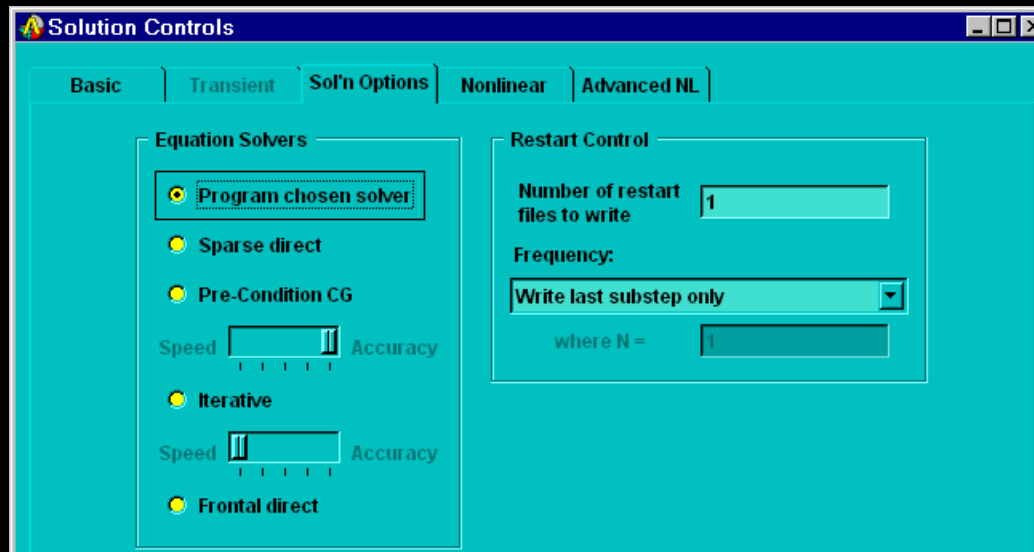 Solution Controls
Basic
Transient
Sol'n Options
Nonlinear
Advanced NL
Equation Solvers
Program chosen solver
Sparse direct
Pre-Condition CG
Speed Accuracy
Iterative
Speed Accuracy
Frontal direct
Restart Control
Number of restart
files to write
1
Frequency:
Write last substep only
where N =
1